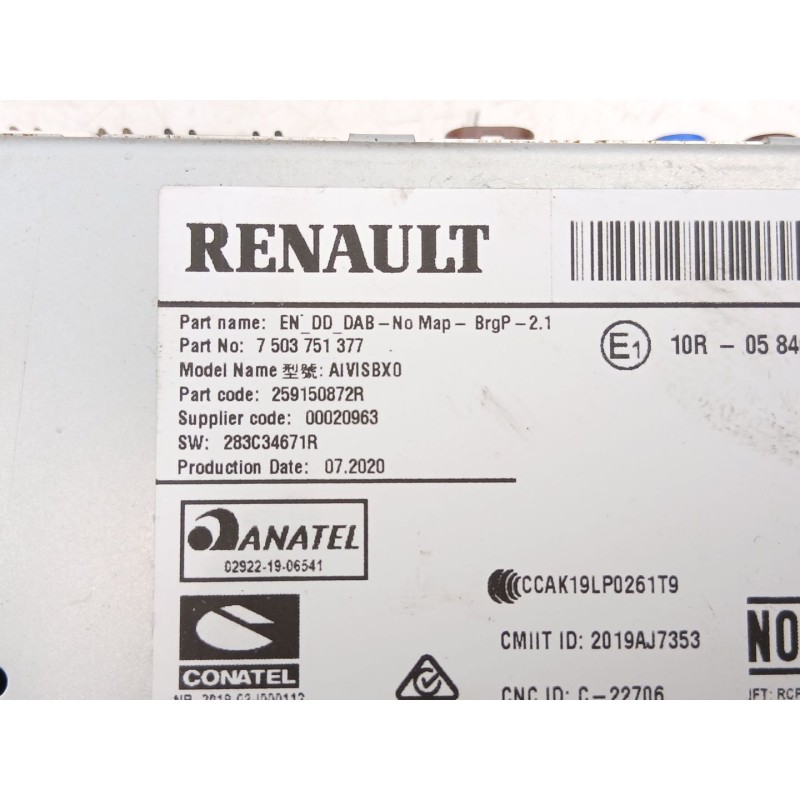 RENAULT
Part name: EN_DD_DAB-No Map- BrgP-2.1
Part No: 7 503 751 377
Model Name 型號: AIVISBX0
Part code: 259150872R
Supplier code: 00020963
SW: 283C34671R
Production Date: 07.2020
E1 10R - 05 84
ANATEL
02922-19-06541
CCAK19LP0261T9
CMIIT ID: 2019AJ7353
NO
CONATEL
CNC ID: C-22706
IFT: